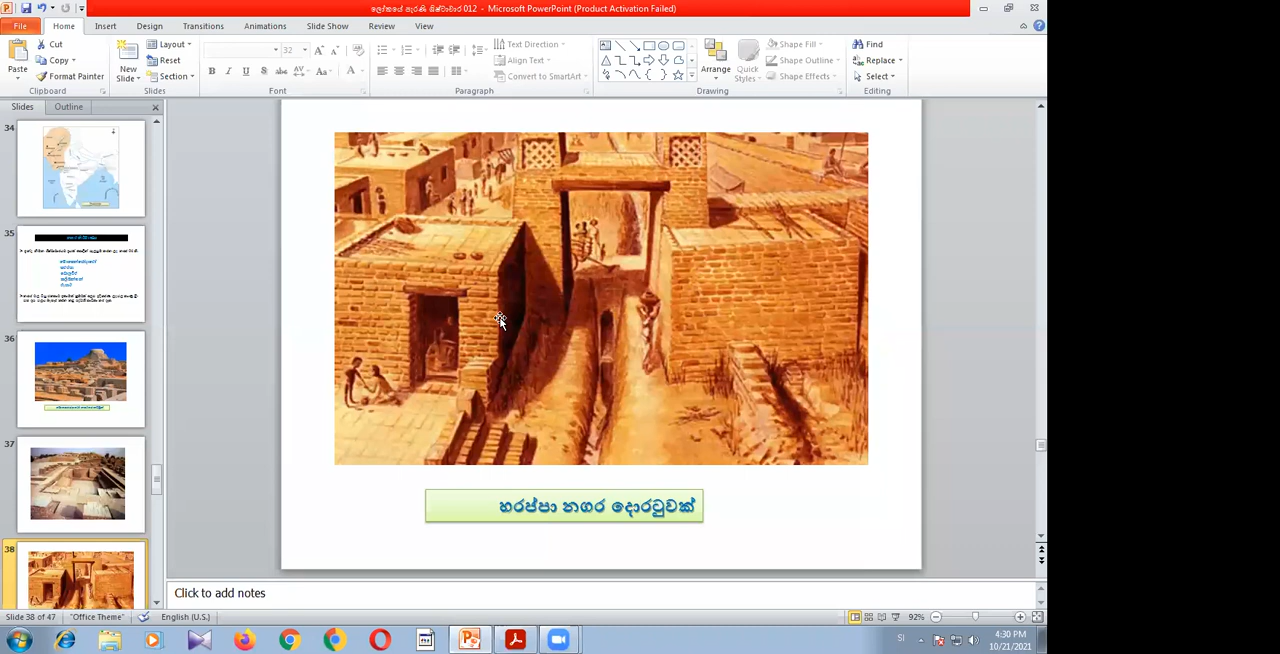 ලෝකයේ පැරණි ශිෂ්ටාචාර 012 - Microsoft PowerPoint (Product Activation Failed)
File Home Insert Design Transitions Animations Slide Show Review View
Cut
Copy
Format Painter
Paste
Clipboard
New
Slide
Layout
Reset
Section
Slides
32
Font
Text Direction
Align Text
Convert to SmartArt
Paragraph
Arrange
Quick
Styles
Shape Fill
Shape Outline
Shape Effects
Drawing
Find
Replace
Select
Editing
Slides Outline
34
35
36
37
38
හරප්පා නගර දොරටුවක්
Click to add notes
Slide 38 of 47 "Office Theme" English (U.S.) 92%
SI 4:30 PM
10/21/2021